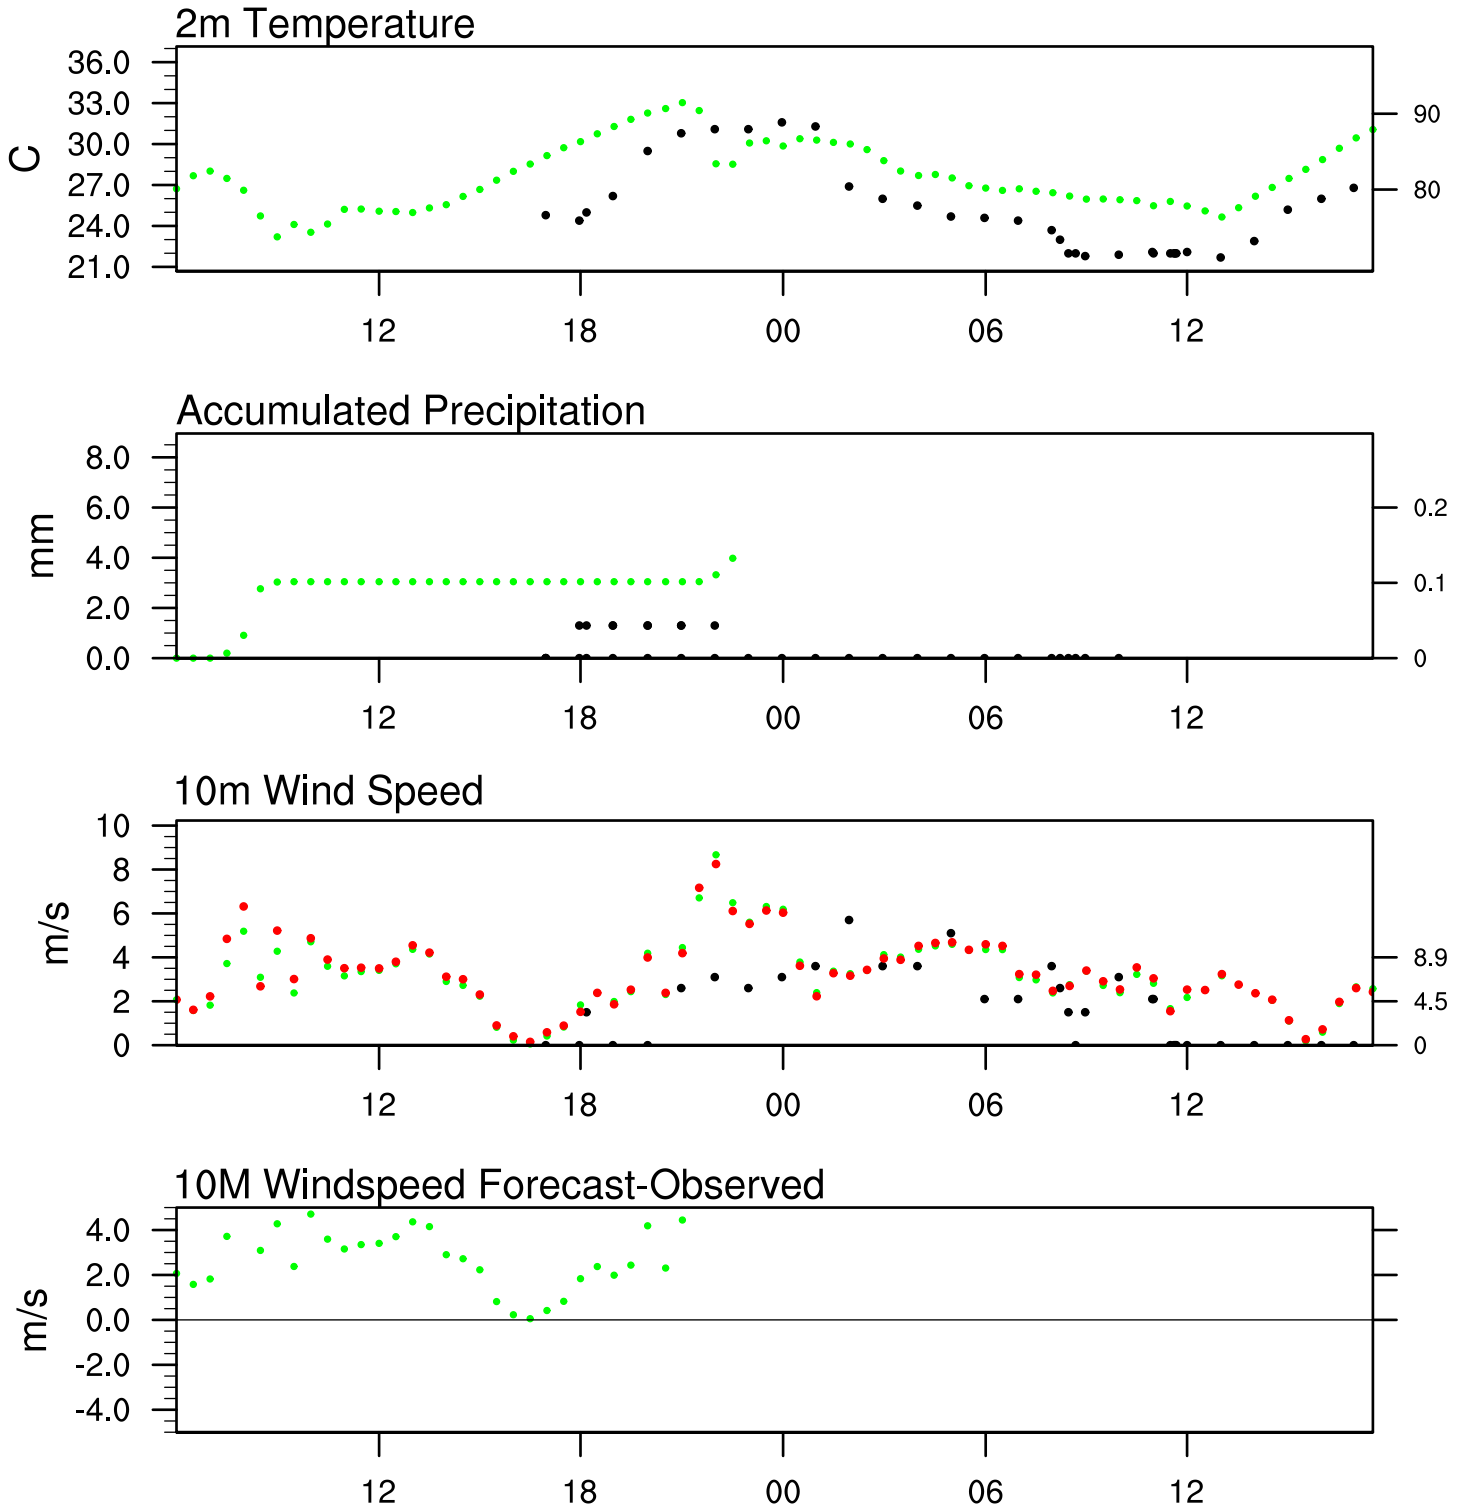 2m Temperature
36.0
33.0
30.0
27.0
24.0
21.0
C
90
80
12 18 00 06 12
Accumulated Precipitation
8.0
6.0
4.0
2.0
0.0
mm
0.2
0.1
0
12 18 00 06 12
10m Wind Speed
10
8
6
4
2
0
m/s
8.9
4.5
0
12 18 00 06 12
10M Windspeed Forecast-Observed
4.0
2.0
0.0
-2.0
-4.0
m/s
12 18 00 06 12